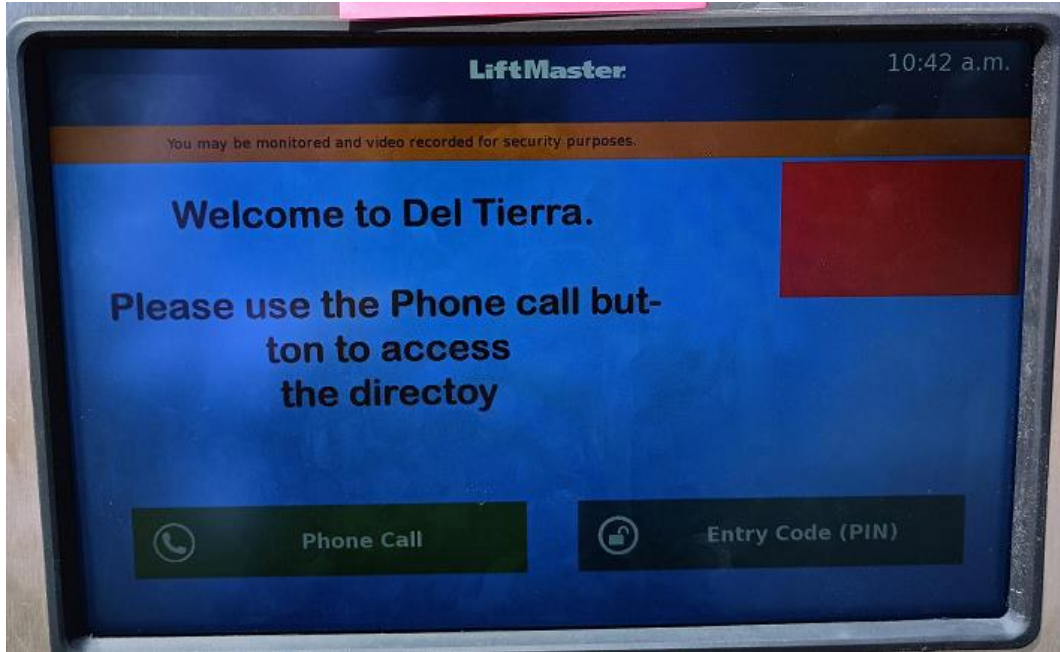 LiftMaster
10:42 a.m.
You may be monitored and video recorded for security purposes.
Welcome to Del Tierra.
Please use the Phone call but-
ton to access
the directoy
Phone Call
Entry Code (PIN)